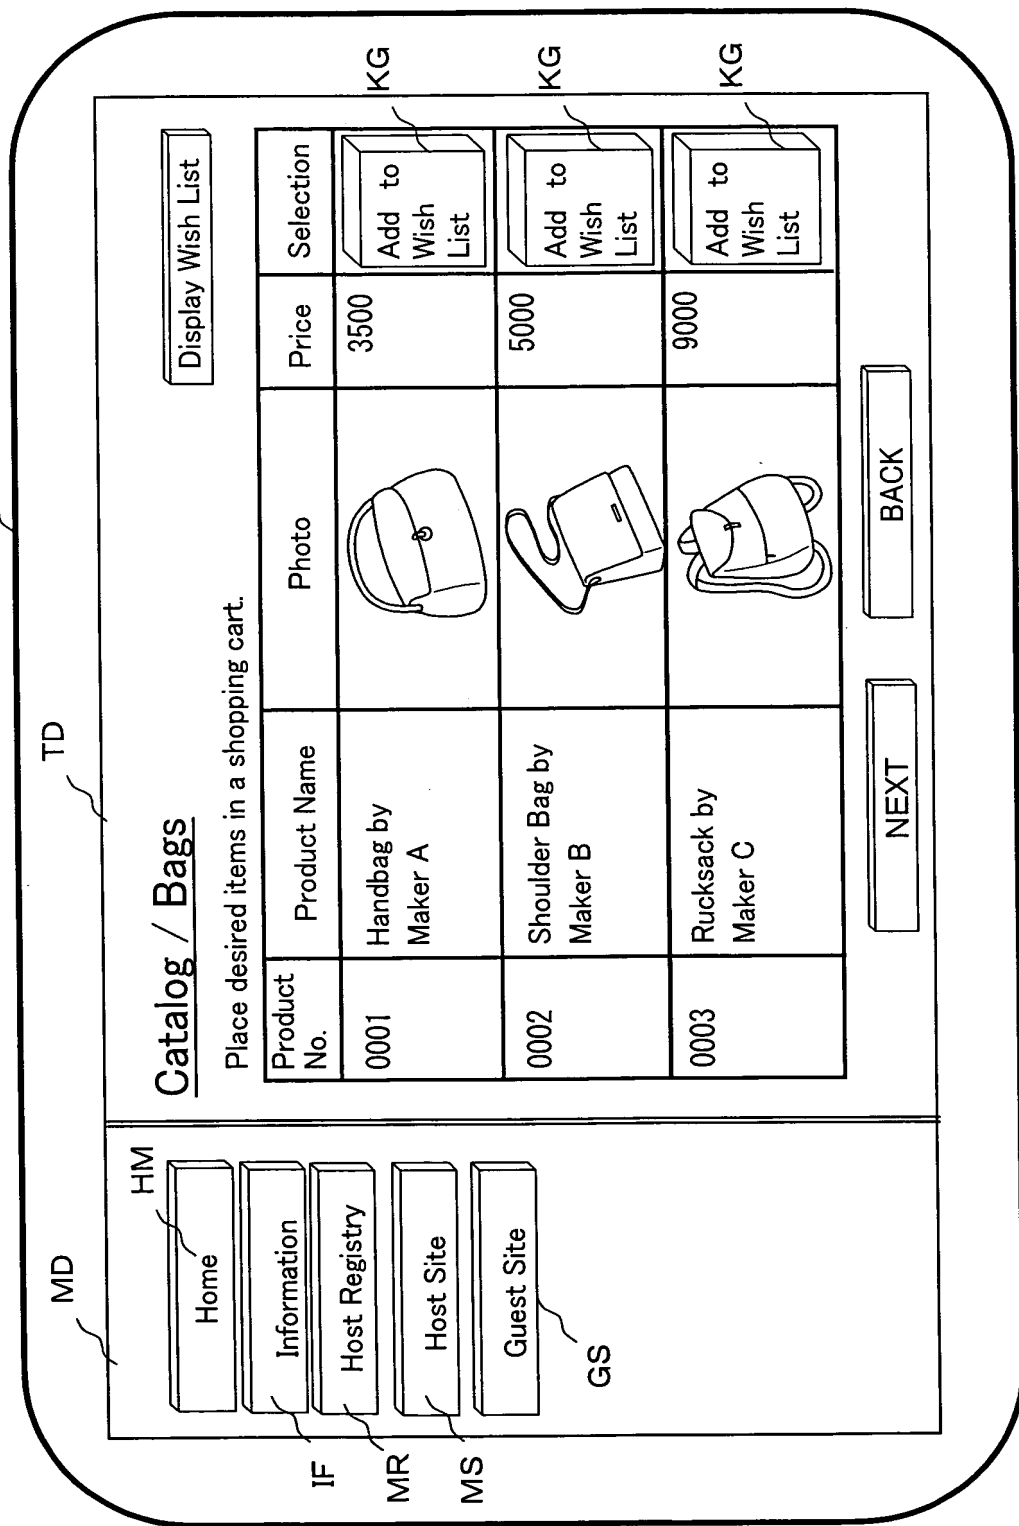 MD
TD
HM
Home
Information
Host Registry
Host Site
Guest Site
IF
MR
MS
GS
Catalog / Bags
Display Wish List
Place desired items in a shopping cart.
Product
No.
Product Name
Photo
Price
Selection
0001
Handbag by
Maker A
3500
Add to
Wish
List
KG
0002
Shoulder Bag by
Maker B
5000
Add to
Wish
List
KG
0003
Rucksack by
Maker C
9000
Add to
Wish
List
KG
NEXT
BACK